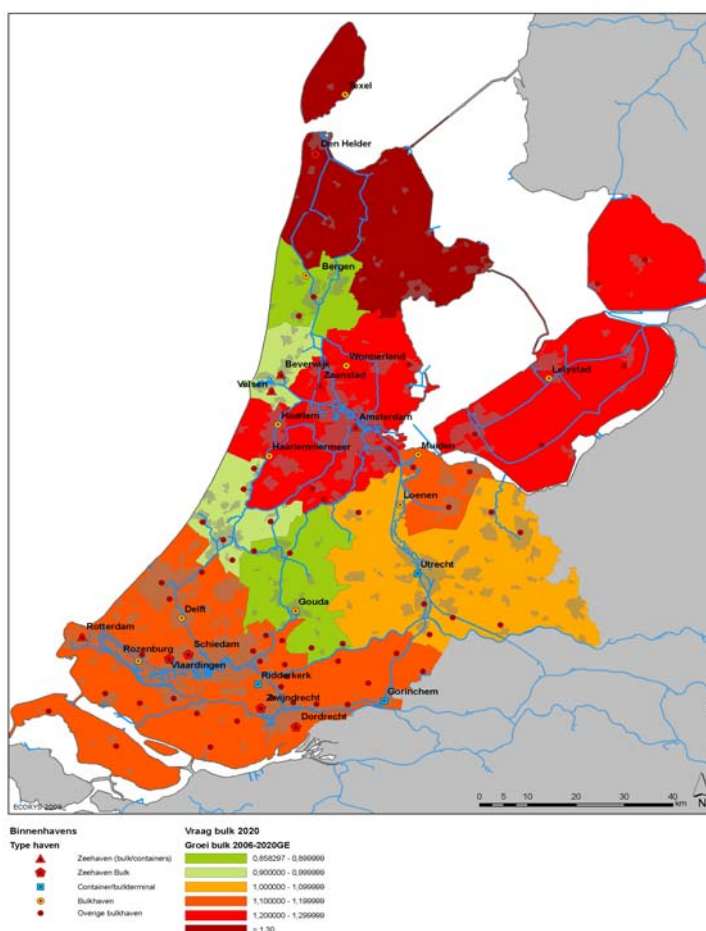 Texel
Den Helder
Bergen
Beverwijk
Wormerland
Zaanstad
Velsen
Lelystad
Haarlem
Amsterdam
Haarlemmermeer
Muiden
Loenen
Utrecht
Gouda
Delft
Rotterdam
Schiedam
Rozenburg
Vlaardingen
Ridderkerk
Zwijndrecht
Gorinchem
Dordrecht
ECORYS 2009
0 5 10 20 30 40
km
N
Binnenhavens
Type haven
Zeehaven (bulk/containers)
Zeehaven Bulk
Container/bulkterminal
Bulkhaven
Overige bulkhaven
Vraag bulk 2020
Groei bulk 2006-2020GE
0,858297 - 0,899999
0,900000 - 0,999999
1,000000 - 1,099999
1,100000 - 1,199999
1,200000 - 1,299999
> 1,30